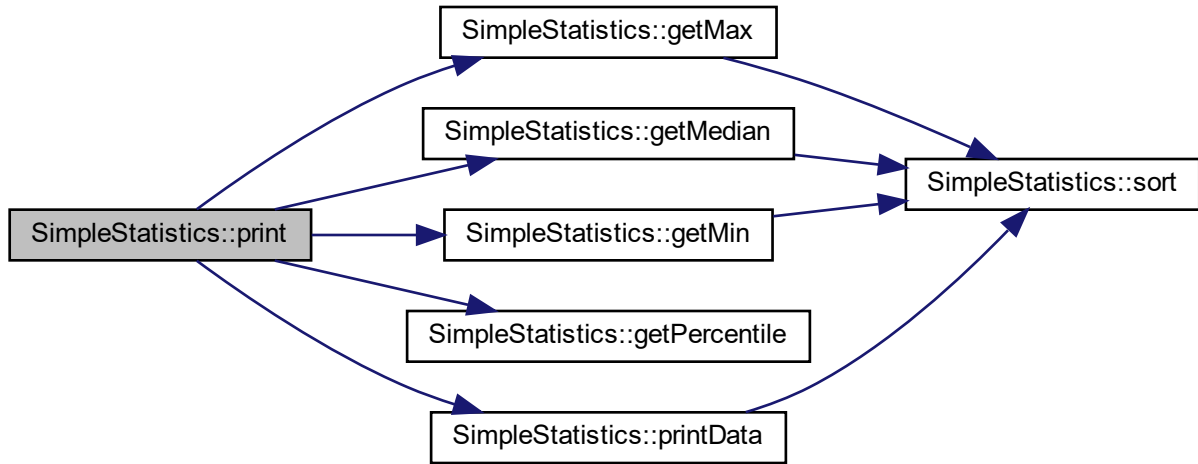 SimpleStatistics::getMax
SimpleStatistics::getMedian
SimpleStatistics::sort
SimpleStatistics::print
SimpleStatistics::getMin
SimpleStatistics::getPercentile
SimpleStatistics::printData